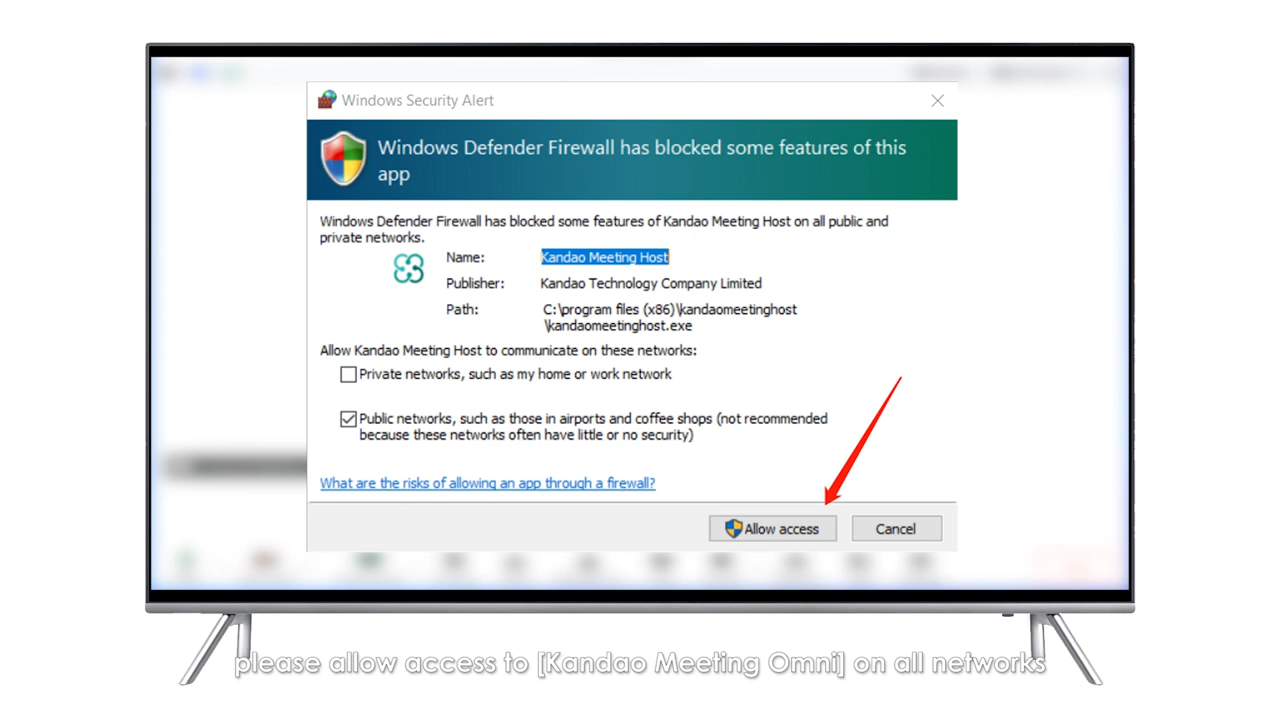 Windows Security Alert
Windows Defender Firewall has blocked some features of this
app
Windows Defender Firewall has blocked some features of Kandao Meeting Host on all public and
private networks.
Name: Kandao Meeting Host
Publisher: Kandao Technology Company Limited
Path: C:\program files (x86)\kandaomeetinghost
\kandaomeetinghost.exe
Allow Kandao Meeting Host to communicate on these networks:
Private networks, such as my home or work network
Public networks, such as those in airports and coffee shops (not recommended
because these networks often have little or no security)
What are the risks of allowing an app through a firewall?
Allow access Cancel
please allow access to [Kandao Meeting Omni] on all networks